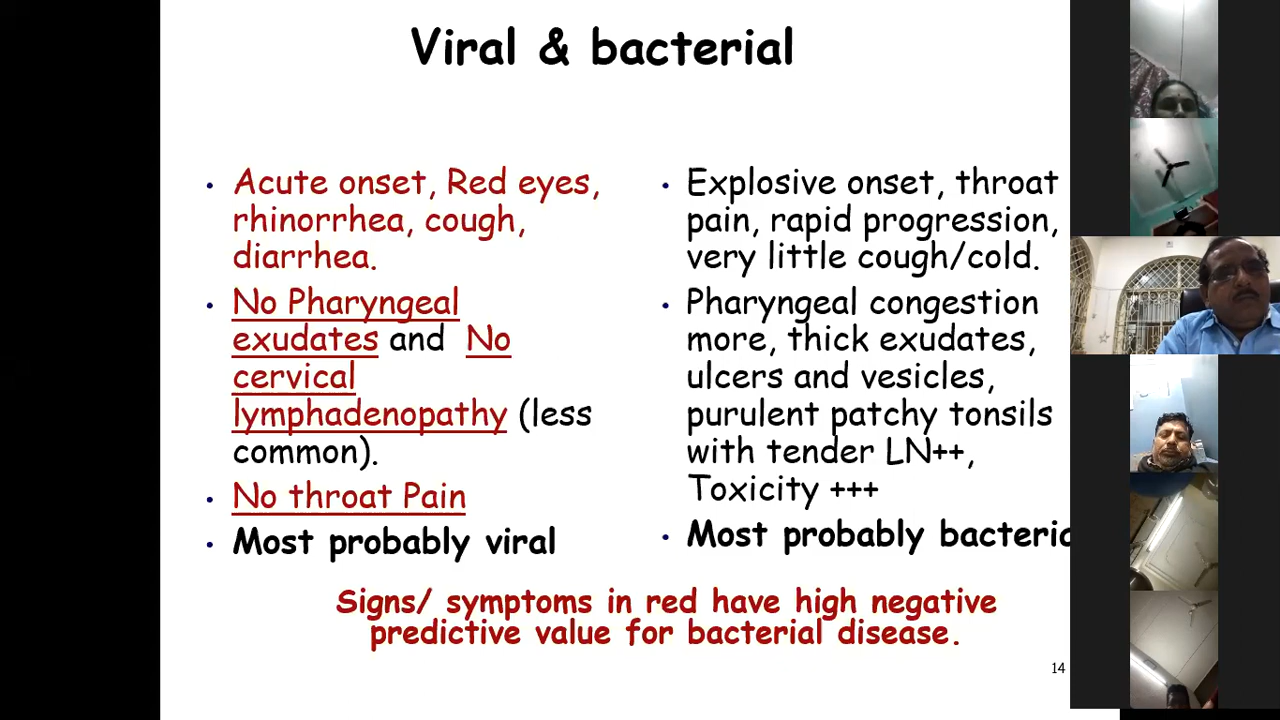 Viral & bacterial
• Acute onset, Red eyes,
rhinorrhea, cough,
diarrhea.
• No Pharyngeal
exudates and No
cervical
lymphadenopathy (less
common).
• No throat Pain
• Most probably viral
• Explosive onset, throat
pain, rapid progression,
very little cough/cold.
• Pharyngeal congestion
more, thick exudates,
ulcers and vesicles,
purulent patchy tonsils
with tender LN++,
Toxicity +++
• Most probably bacteria
Signs/ symptoms in red have high negative
predictive value for bacterial disease.
14